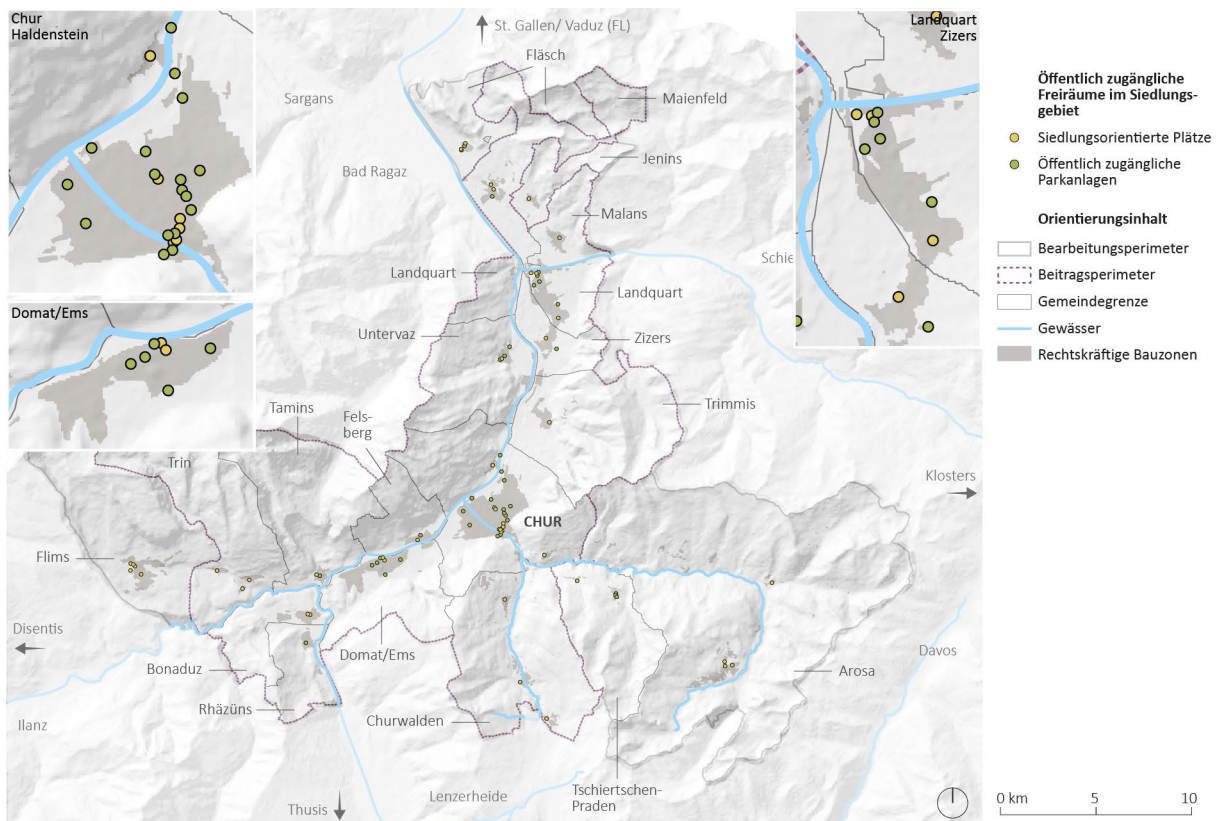 Chur
Haldenstein
St. Gallen/ Vaduz (FL)
Landquart
Zizers
Fläsch
Maienfeld
Sargans
Jenins
Bad Ragaz
Malans
Schie
Landquart
Landquart
Domat/Ems
Untervaz
Zizers
Tamins
Fels-
berg
Trimmis
Trin
Klosters
CHUR
Flims
Disentis
Domat/Ems
Davos
Bonaduz
Arosa
Rhäzüns
Churwalden
Ilanz
Tschiertschen-
Praden
Thusis
Lenzerheide
Öffentlich zugängliche
Freiräume im Siedlungs-
gebiet
Siedlungsorientierte Plätze
Öffentlich zugängliche
Parkanlagen
Orientierungsinhalt
Bearbeitungsperimeter
Beitragsperimeter
Gemeindegrenze
Gewässer
Rechtskräftige Bauzonen
0 km 5 10